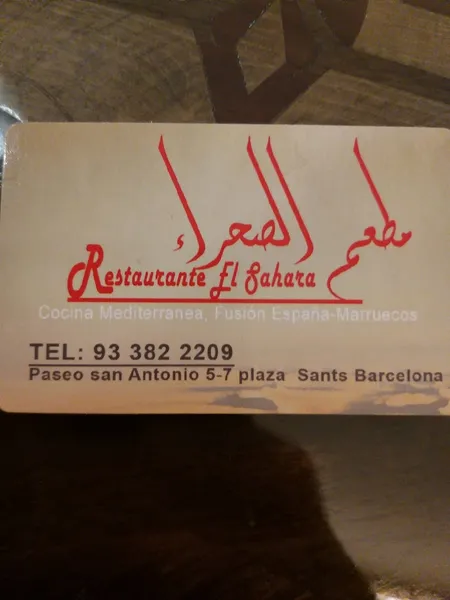 مطعم الصحراء
Restaurante El Sahara
Cocina Mediterranea, Fusión España-Marruecos
TEL: 93 382 2209
Paseo san Antonio 5-7 plaza Sants Barcelona